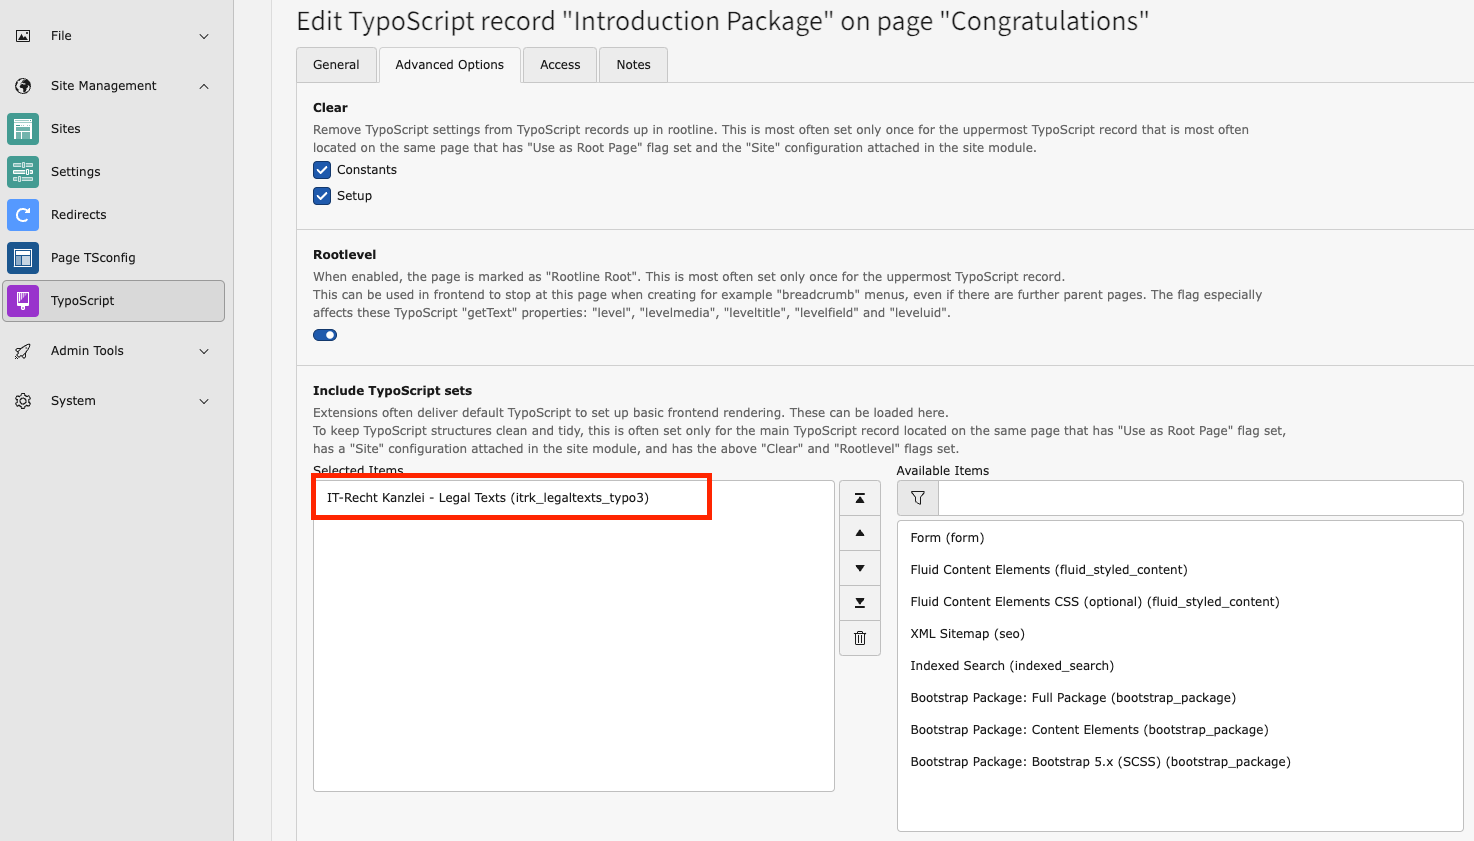 Edit TypoScript record "Introduction Package" on page "Congratulations"
File
Site Management
Sites
Settings
Redirects
Page TSconfig
TypoScript
Admin Tools
System
General
Advanced Options
Access
Notes
Clear
Remove TypoScript settings from TypoScript records up in rootline. This is most often set only once for the uppermost TypoScript record that is most often
located on the same page that has "Use as Root Page" flag set and the "Site" configuration attached in the site module.
Constants
Setup
Rootlevel
When enabled, the page is marked as "Rootline Root". This is most often set only once for the uppermost TypoScript record.
This can be used in frontend to stop at this page when creating for example "breadcrumb" menus, even if there are further parent pages. The flag especially
affects these TypoScript "getText" properties: "level", "levelmedia", "leveltitle", "levelfield" and "leveluid".
Include TypoScript sets
Extensions often deliver default TypoScript to set up basic frontend rendering. These can be loaded here.
To keep TypoScript structures clean and tidy, this is often set only for the main TypoScript record located on the same page that has "Use as Root Page" flag set,
has a "Site" configuration attached in the site module, and has the above "Clear" and "Rootlevel" flags set.
Selected Items
IT-Recht Kanzlei - Legal Texts (itrk_legaltexts_typo3)
Available Items
Form (form)
Fluid Content Elements (fluid_styled_content)
Fluid Content Elements CSS (optional) (fluid_styled_content)
XML Sitemap (seo)
Indexed Search (indexed_search)
Bootstrap Package: Full Package (bootstrap_package)
Bootstrap Package: Content Elements (bootstrap_package)
Bootstrap Package: Bootstrap 5.x (SCSS) (bootstrap_package)